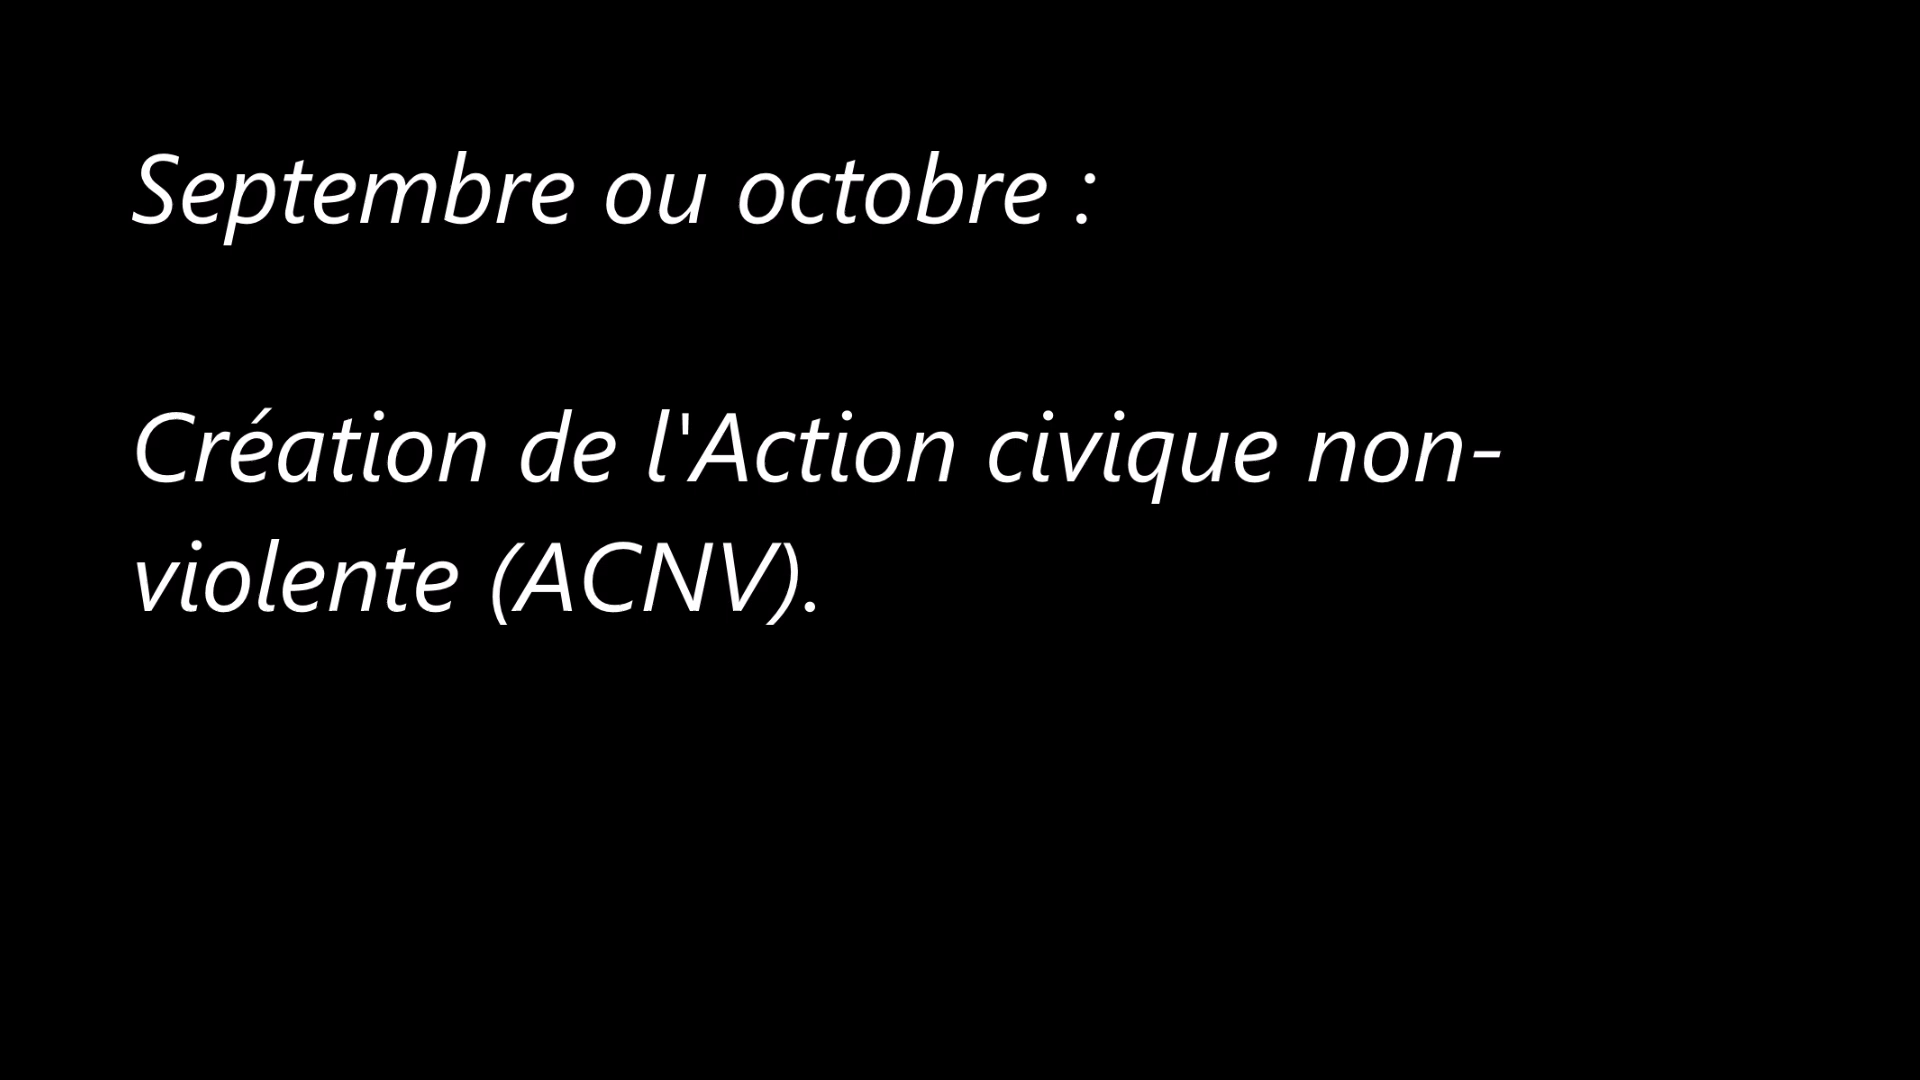 Septembre ou octobre :
Création de l'Action civique non-
violente (ACNV).